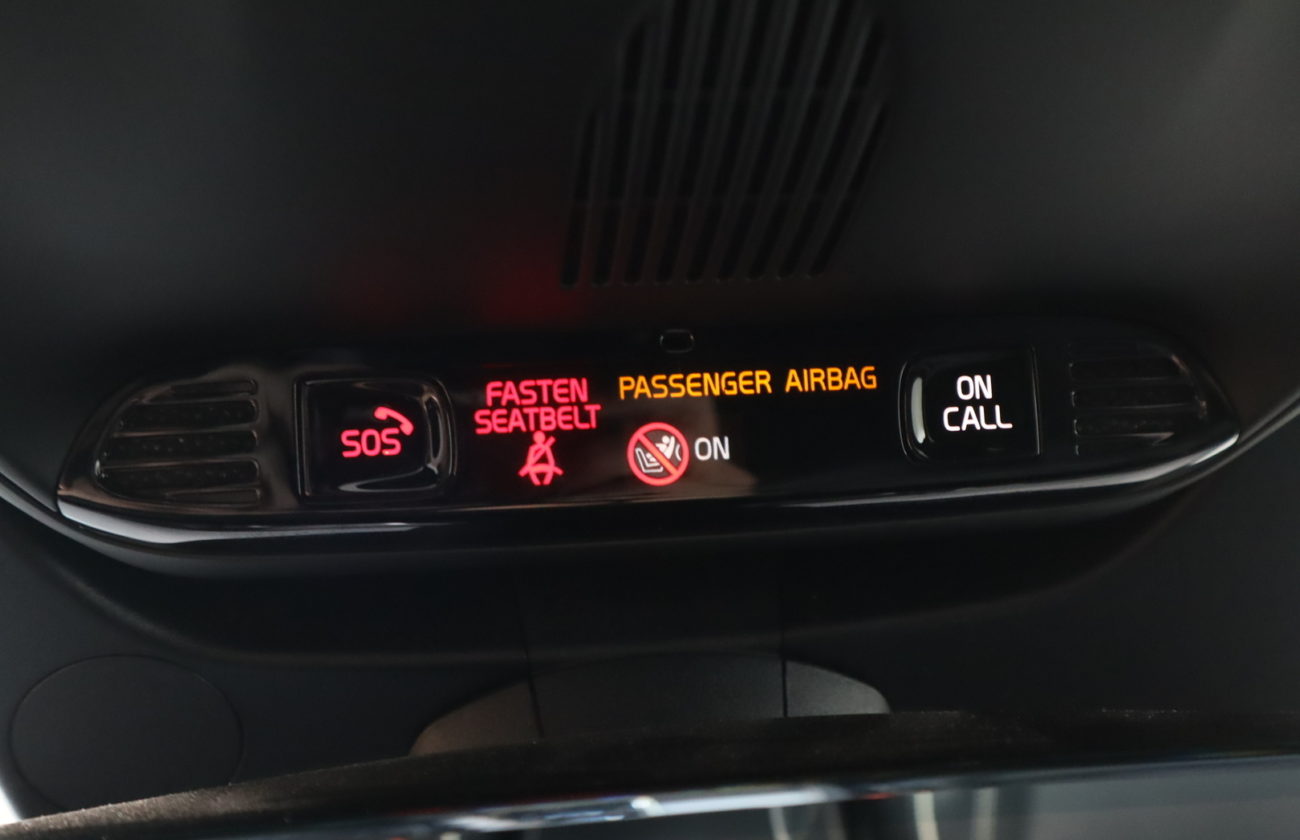 SOS
FASTEN
SEATBELT
PASSENGER AIRBAG
ON
ON
CALL